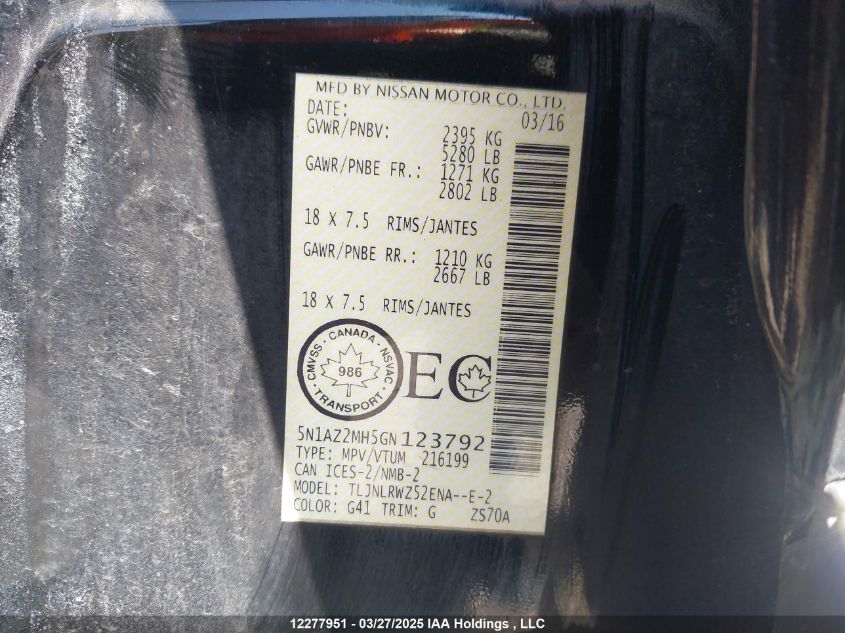 MFD BY NISSAN MOTOR CO., LTD.
DATE: 03/16
GVWR/PNBV: 2395 KG
5280 LB
GAWR/PNBE FR.: 1271 KG
2802 LB
18 X 7.5 RIMS/JANTES
GAWR/PNBE RR.: 1210 KG
2667 LB
18 X 7.5 RIMS/JANTES
CMVSS · CANADA · NSVAC
986
· TRANSPORT ·
EC
5N1AZ2MH5GN123792
TYPE: MPV/VTUM 216199
CAN ICES-2/NMB-2
MODEL: TLJNLRWZ52ENA--E-2
COLOR: G41 TRIM: G ZS70A
12277951 - 03/27/2025 IAA Holdings , LLC